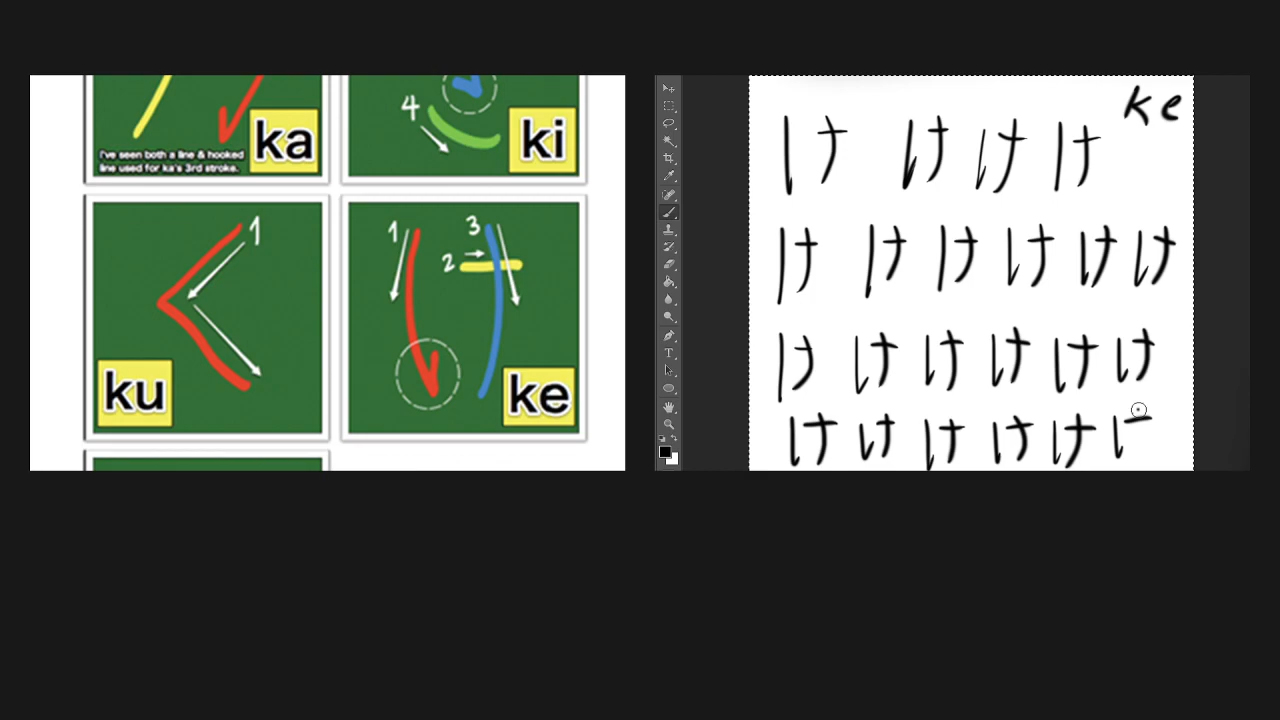 I've seen both a line & hooked
line used for ka's 3rd stroke.
ka
4
ki
1
ku
1
2
3
ke
ke
け け け け
け け け け け け
け け け け け け
け け け け け